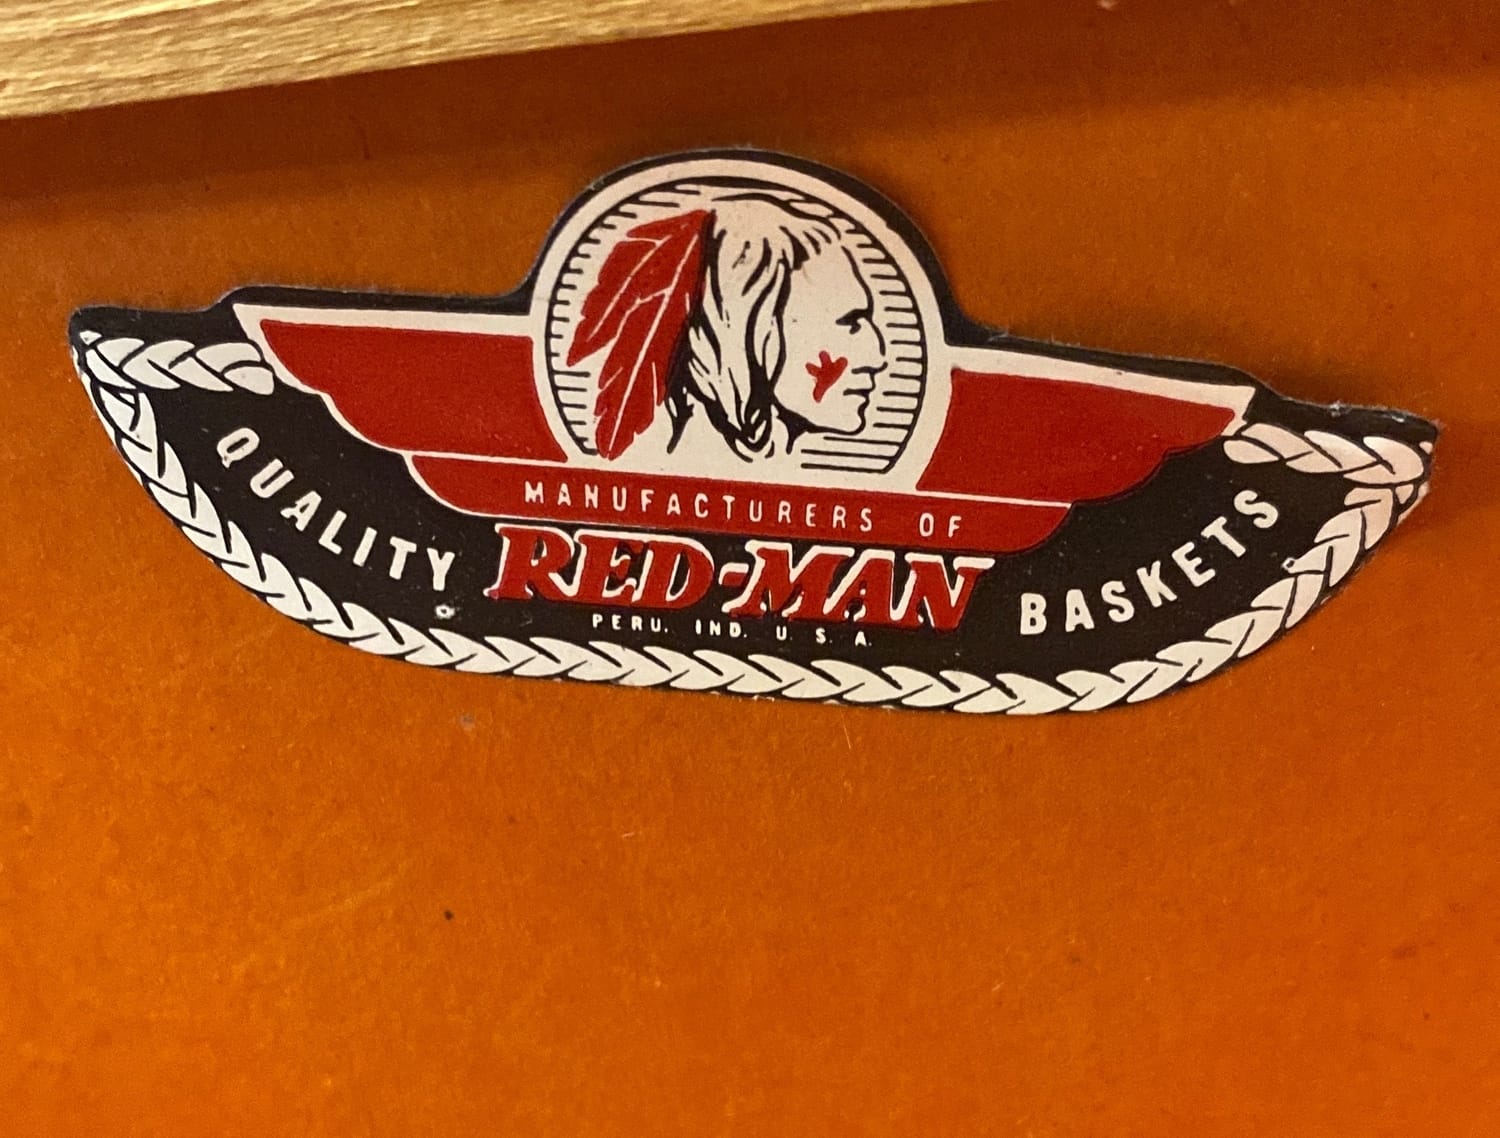 MANUFACTURERS OF
QUALITY RED-MAN BASKETS
PERU. IND. U. S. A.